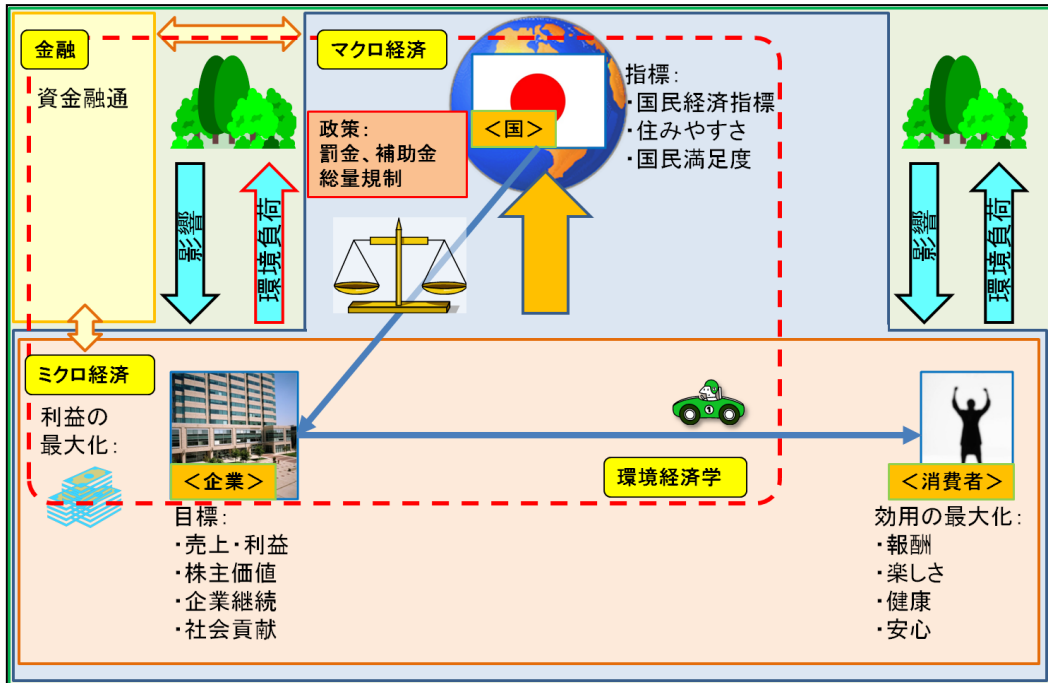 金融
資金融通
マクロ経済
政策：
罰金、補助金
総量規制
＜国＞
指標：
・国民経済指標
・住みやすさ
・国民満足度
影響
環境負荷
影響
環境負荷
ミクロ経済
利益の
最大化：
＜企業＞
目標：
・売上・利益
・株主価値
・企業継続
・社会貢献
1
環境経済学
＜消費者＞
効用の最大化：
・報酬
・楽しさ
・健康
・安心